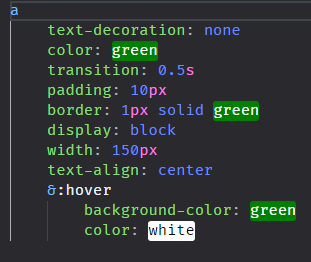 a
text-decoration: none
color: green
transition: 0.5s
padding: 10px
border: 1px solid green
display: block
width: 150px
text-align: center
&:hover
background-color: green
color: white